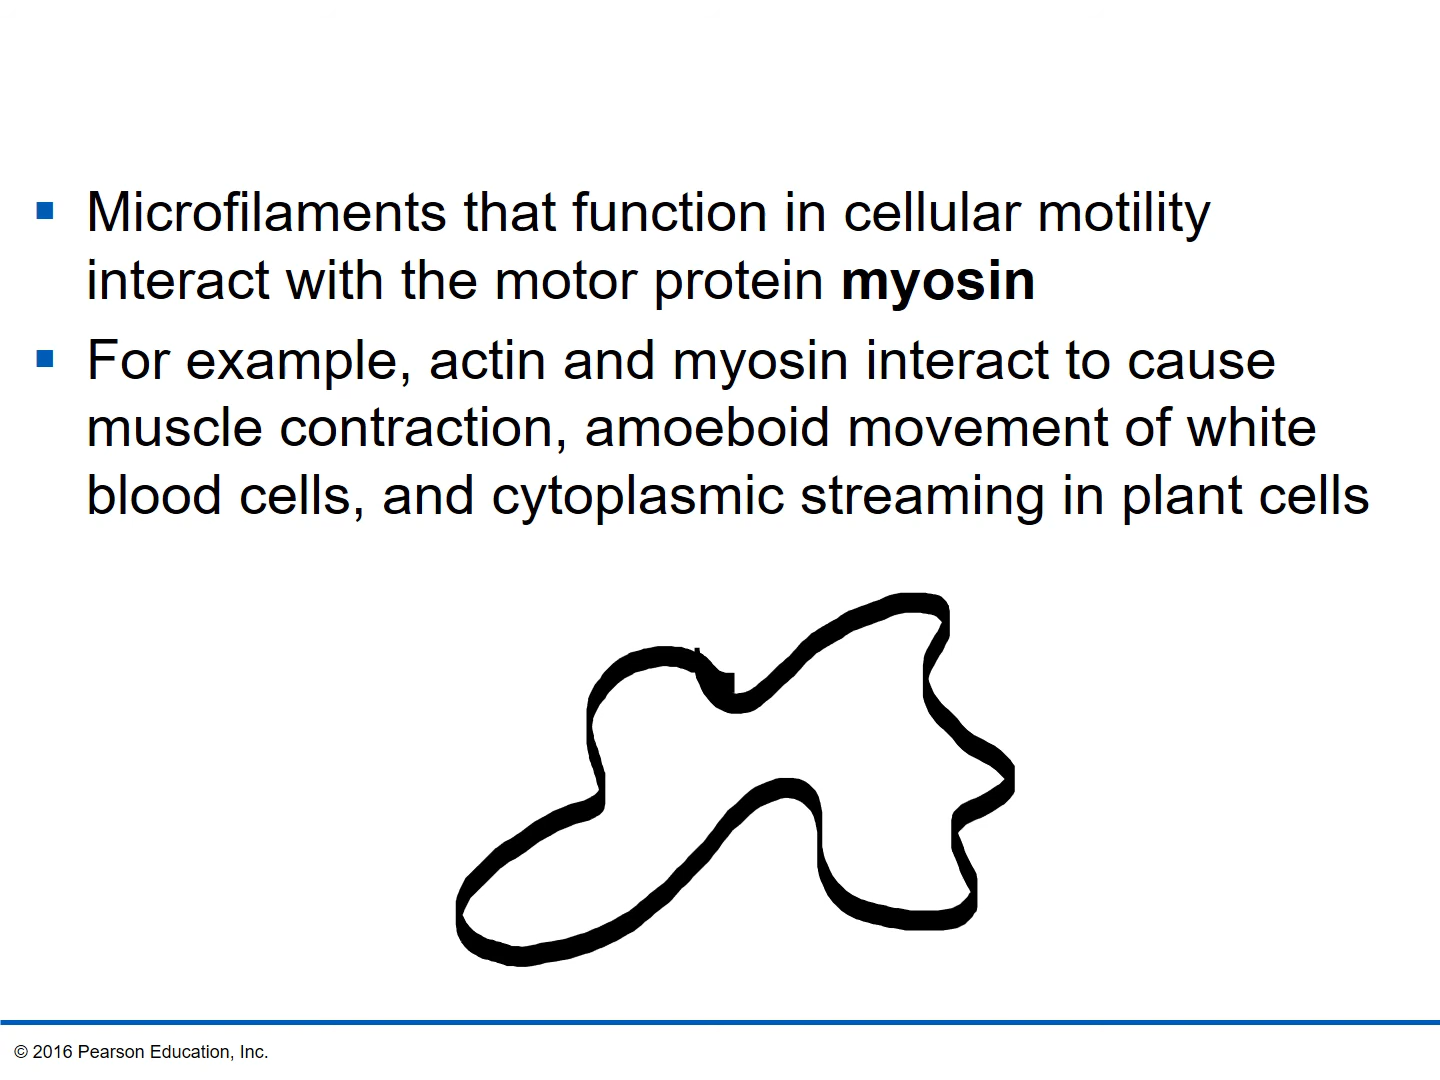 Microfilaments that function in cellular motility
interact with the motor protein myosin
For example, actin and myosin interact to cause
muscle contraction, amoeboid movement of white
blood cells, and cytoplasmic streaming in plant cells
© 2016 Pearson Education, Inc.